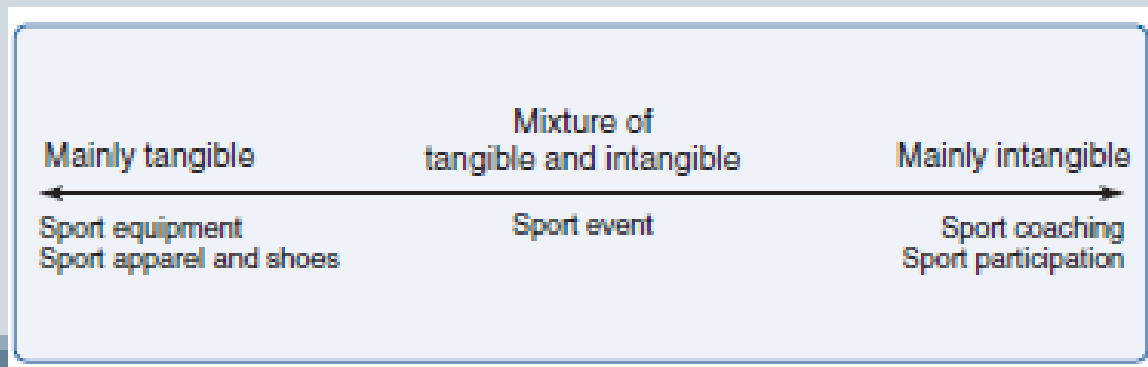 Mixture of
Mainly tangible
tangible and intangible
Mainly intangible
Sport equipment
Sport event
Sport coaching
Sport apparel and shoes
Sport participation